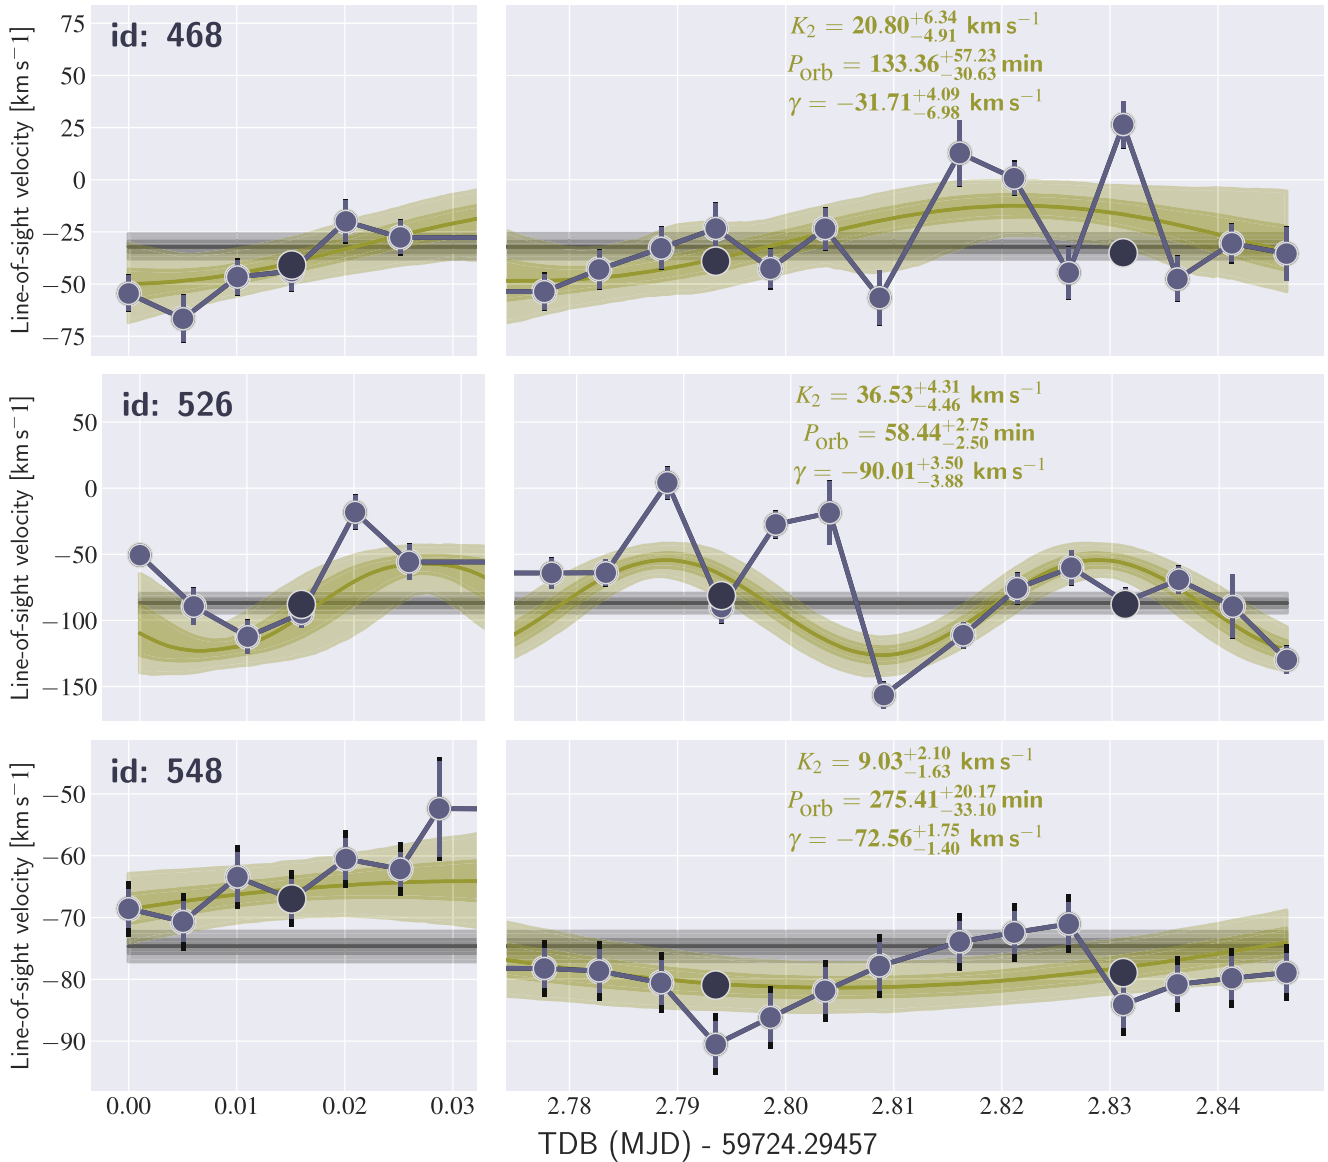 id: 468
K₂ = 20.80⁺⁶·³⁴₋₄.₉₁ km s⁻¹
P_orb = 133.36⁺⁵⁷·²³₋₃₀.₆₃ min
γ = −31.71⁺⁴·⁰⁹₋₆.₉₈ km s⁻¹
Line-of-sight velocity [km s−1]
75
50
25
0
−25
−50
−75
id: 526
K₂ = 36.53⁺⁴·³¹₋₄.₄₆ km s⁻¹
P_orb = 58.44⁺²·⁷⁵₋₂.₅₀ min
γ = −90.01⁺³·⁵⁰₋₃.₈₈ km s⁻¹
Line-of-sight velocity [km s−1]
50
0
−50
−100
−150
id: 548
K₂ = 9.03⁺²·¹⁰₋₁.₆₃ km s⁻¹
P_orb = 275.41⁺²⁰·¹⁷₋₃₃.₁₀ min
γ = −72.56⁺¹·⁷⁵₋₁.₄₀ km s⁻¹
Line-of-sight velocity [km s−1]
−50
−60
−70
−80
−90
0.00 0.01 0.02 0.03 2.78 2.79 2.80 2.81 2.82 2.83 2.84
TDB (MJD) - 59724.29457